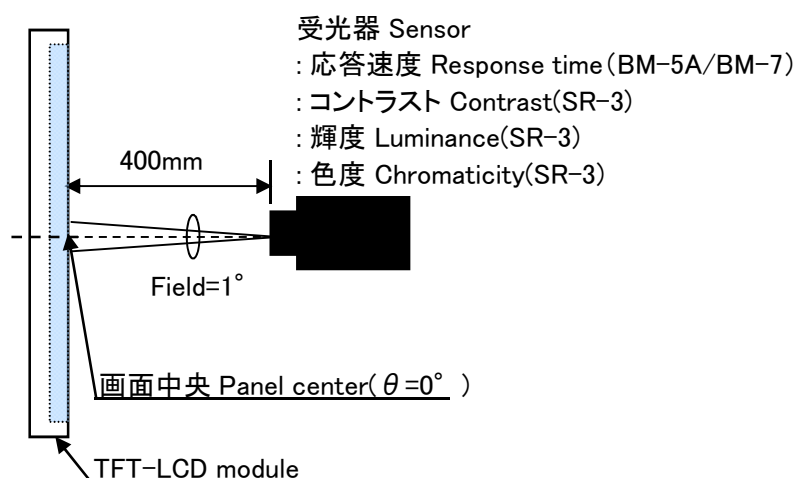 受光器 Sensor
: 応答速度 Response time(BM-5A/BM-7)
: コントラスト Contrast(SR-3)
: 輝度 Luminance(SR-3)
: 色度 Chromaticity(SR-3)
400mm
Field=1°
画面中央 Panel center(θ=0° )
TFT-LCD module